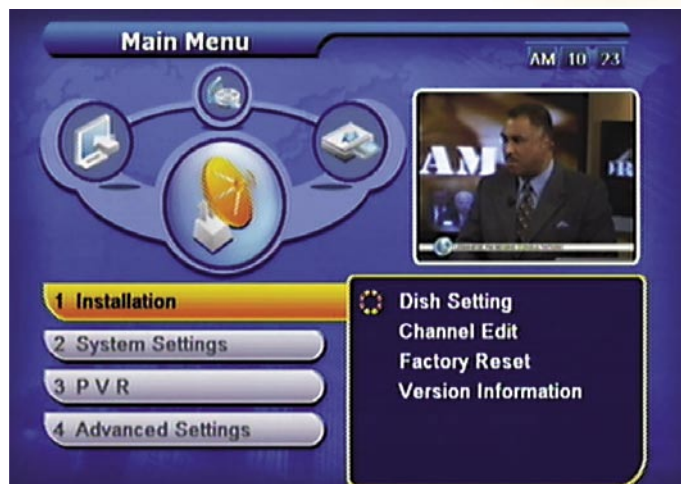 Main Menu
AM 10 23
AM
1 Installation
2 System Settings
3 P V R
4 Advanced Settings
Dish Setting
Channel Edit
Factory Reset
Version Information